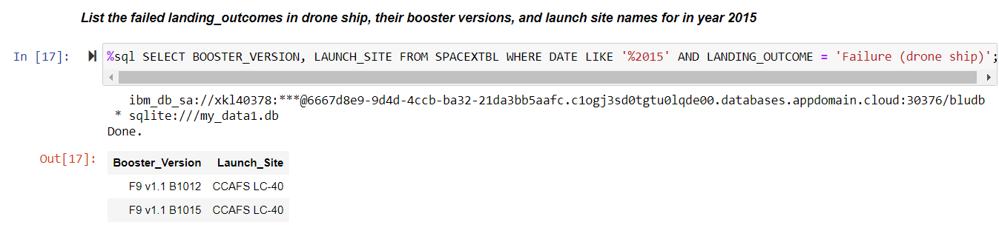 List the failed landing_outcomes in drone ship, their booster versions, and launch site names for in year 2015
In [17]: %sql SELECT BOOSTER_VERSION, LAUNCH_SITE FROM SPACEXTBL WHERE DATE LIKE '%2015' AND LANDING_OUTCOME = 'Failure (drone ship)';
ibm_db_sa://xkl40378:***@6667d8e9-9d4d-4ccb-ba32-21da3bb5aafc.c1ogj3sd0tgtu0lqde00.databases.appdomain.cloud:30376/bludb
* sqlite:///my_data1.db
Done.
Out[17]:
Booster_Version Launch_Site
F9 v1.1 B1012 CCAFS LC-40
F9 v1.1 B1015 CCAFS LC-40